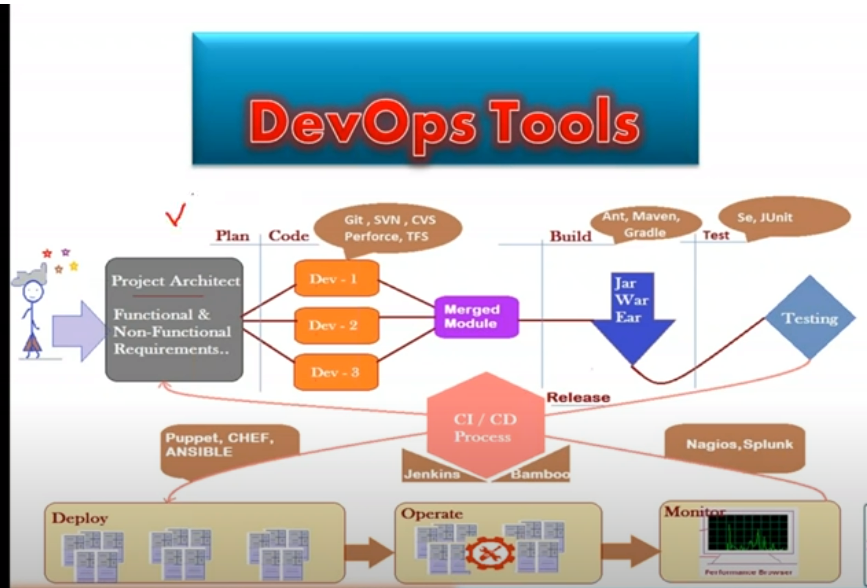 DevOps Tools
Plan
Code
Git , SVN , CVS
Perforce, TFS
Build
Ant, Maven,
Gradle
Test
Se, JUnit
Project Architect
Functional &
Non-Functional
Requirements..
Dev - 1
Dev - 2
Dev - 3
Merged
Module
Jar
War
Ear
Testing
Release
CI / CD
Process
Jenkins
Bamboo
Puppet, CHEF,
ANSIBLE
Nagios,Splunk
Deploy
Operate
Monitor
Performance Browser